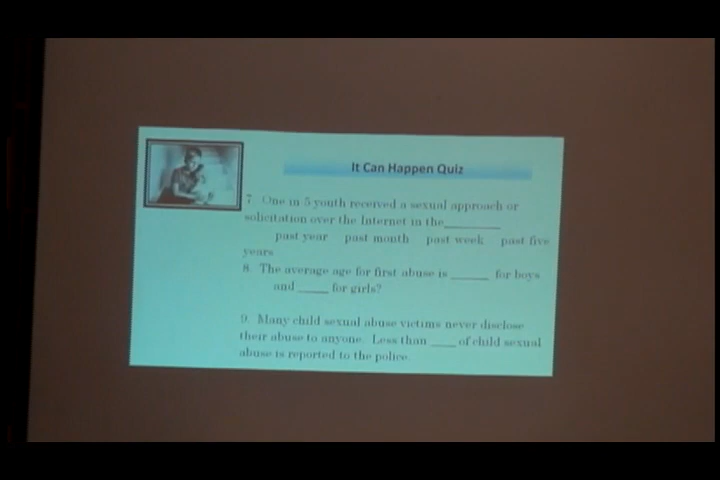 It Can Happen Quiz
7. One in 5 youth received a sexual approach or
solicitation over the Internet in the________
past year past month past week past five
years
8. The average age for first abuse is _____ for boys
and ____ for girls?
9. Many child sexual abuse victims never disclose
their abuse to anyone. Less than ___ of child sexual
abuse is reported to the police.